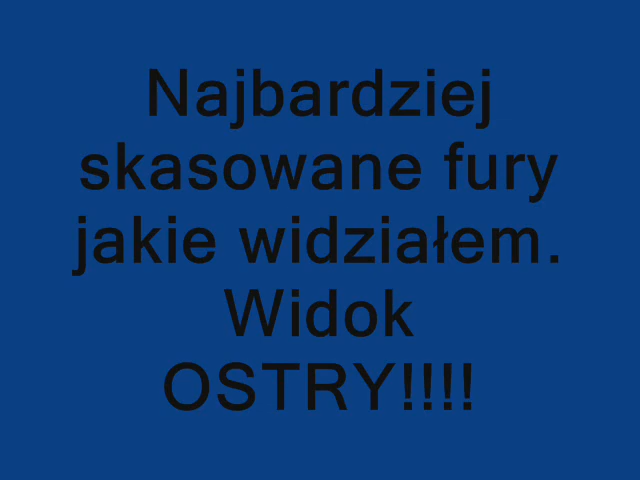 Najbardziej
skasowane fury
jakie widziałem.
Widok
OSTRY!!!!